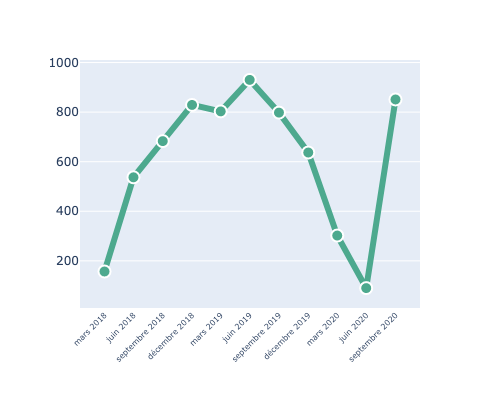 1000
800
600
400
200
mars 2018
juin 2018
septembre 2018
décembre 2018
mars 2019
juin 2019
septembre 2019
décembre 2019
mars 2020
juin 2020
septembre 2020